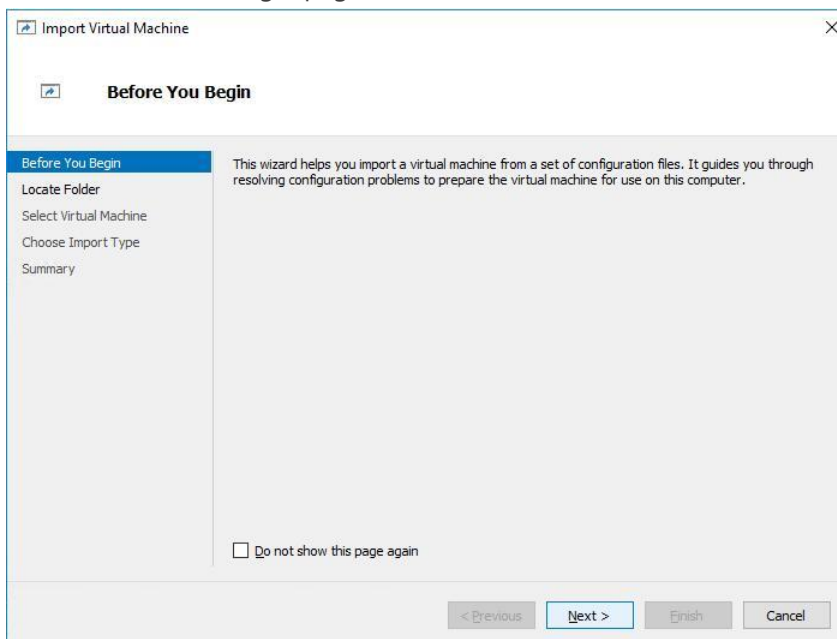 Import Virtual Machine
Before You Begin
Before You Begin
Locate Folder
Select Virtual Machine
Choose Import Type
Summary
This wizard helps you import a virtual machine from a set of configuration files. It guides you through
resolving configuration problems to prepare the virtual machine for use on this computer.
Do not show this page again
< Previous
Next >
Finish
Cancel